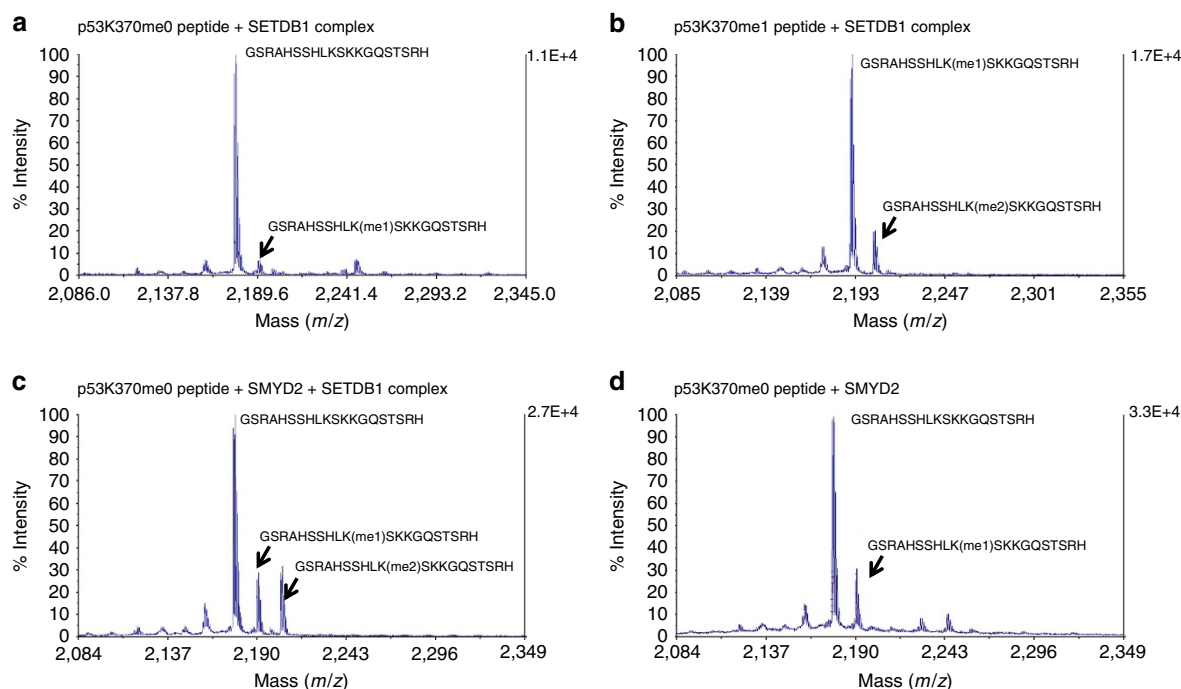 a
p53K370me0 peptide + SETDB1 complex
GSRAHSSHLKSKKGQSTSRH
1.1E+4
100
90
80
70
60
50
40
30
20
10
0
% Intensity
GSRAHSSHLK(me1)SKKGQSTSRH
2,086.0 2,137.8 2,189.6 2,241.4 2,293.2 2,345.0
Mass (m/z)
b
p53K370me1 peptide + SETDB1 complex
GSRAHSSHLK(me1)SKKGQSTSRH
1.7E+4
100
90
80
70
60
50
40
30
20
10
0
% Intensity
GSRAHSSHLK(me2)SKKGQSTSRH
2,085 2,139 2,193 2,247 2,301 2,355
Mass (m/z)
c
p53K370me0 peptide + SMYD2 + SETDB1 complex
GSRAHSSHLKSKKGQSTSRH
2.7E+4
100
90
80
70
60
50
40
30
20
10
0
% Intensity
GSRAHSSHLK(me1)SKKGQSTSRH
GSRAHSSHLK(me2)SKKGQSTSRH
2,084 2,137 2,190 2,243 2,296 2,349
Mass (m/z)
d
p53K370me0 peptide + SMYD2
GSRAHSSHLKSKKGQSTSRH
3.3E+4
100
90
80
70
60
50
40
30
20
10
0
% Intensity
GSRAHSSHLK(me1)SKKGQSTSRH
2,084 2,137 2,190 2,243 2,296 2,349
Mass (m/z)